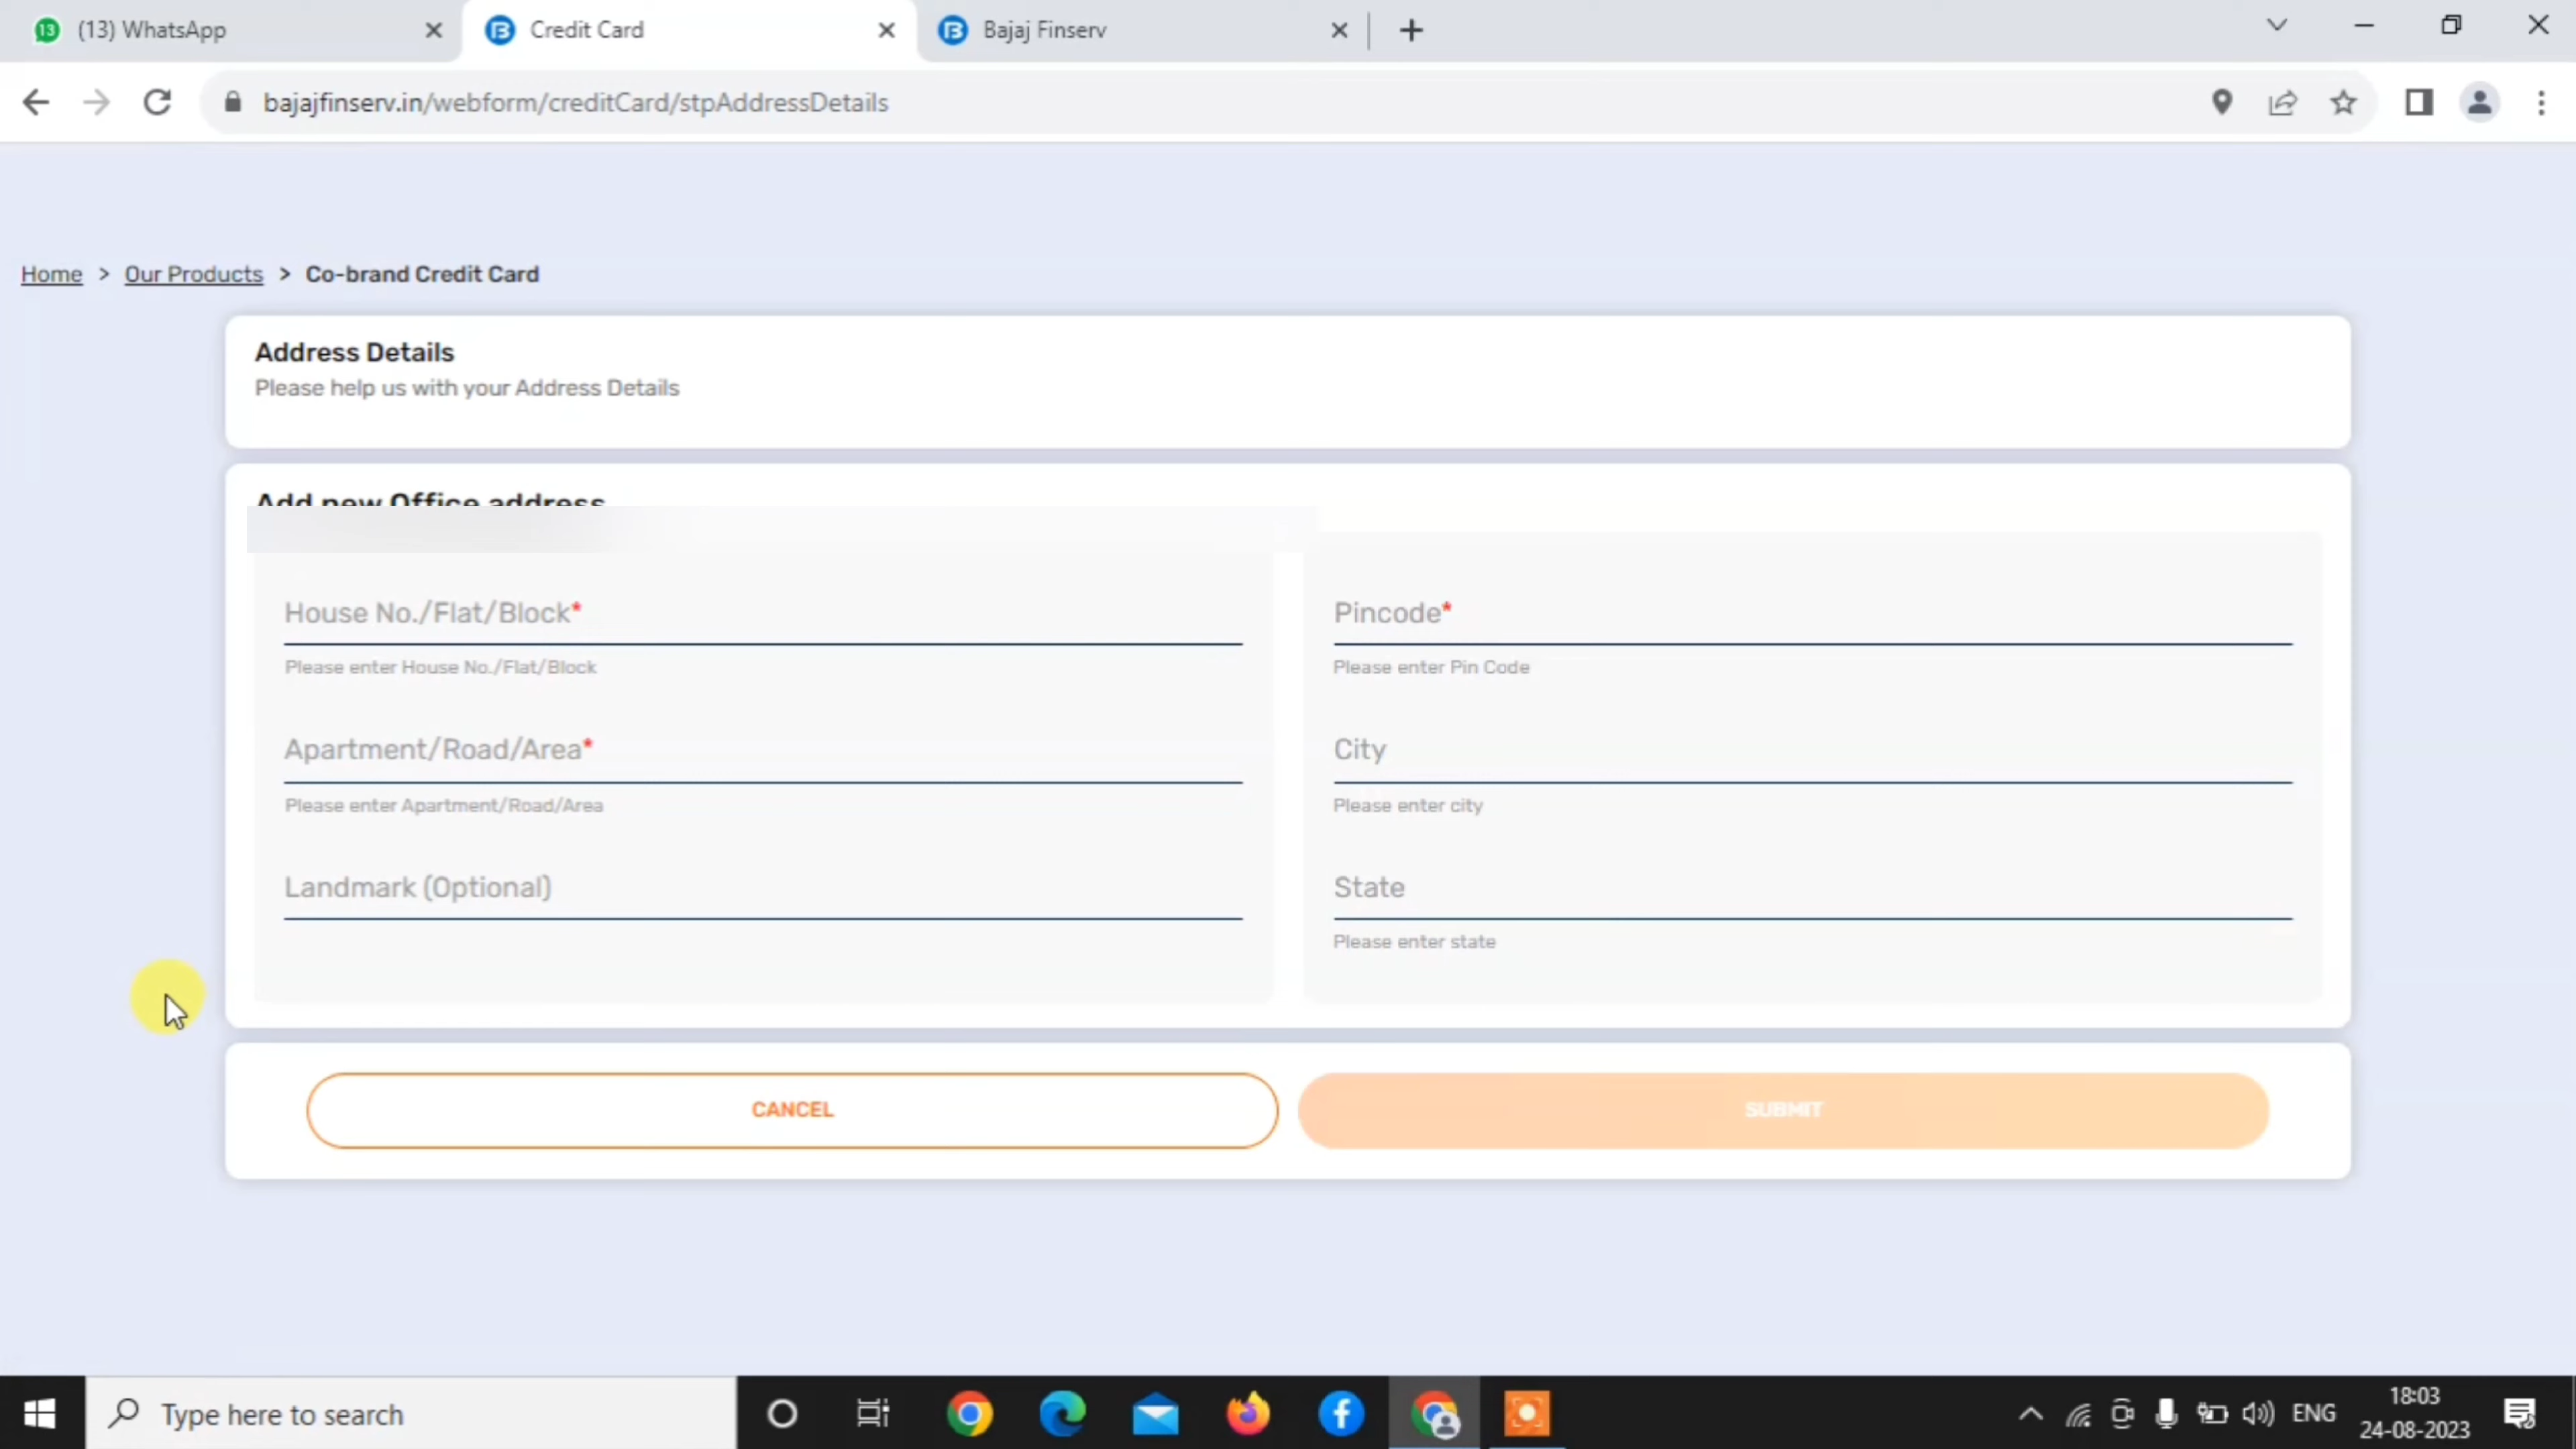 13 (13) WhatsApp
Credit Card
Bajaj Finserv
bajajfinserv.in/webform/creditCard/stpAddressDetails
Home > Our Products > Co-brand Credit Card
Address Details
Please help us with your Address Details
Add new Office address
House No./Flat/Block*
Please enter House No./Flat/Block
Pincode*
Please enter Pin Code
Apartment/Road/Area*
Please enter Apartment/Road/Area
City
Please enter city
Landmark (Optional)
State
Please enter state
CANCEL
SUBMIT
Type here to search
ENG
18:03
24-08-2023